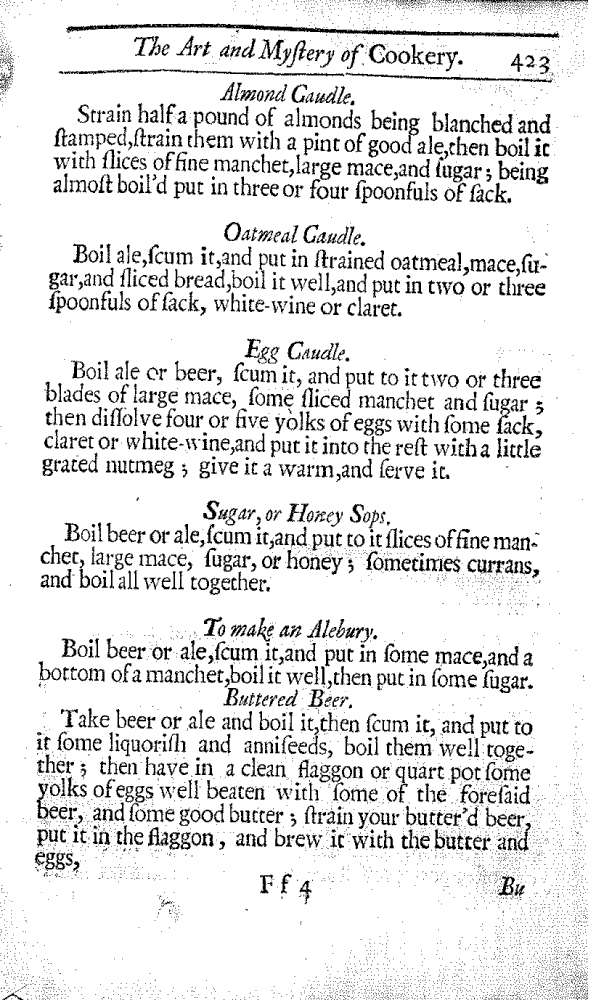 The Art and Myſtery of Cookery. 423
Almond Caudle.
Strain half a pound of almonds being blanched and
ſtamped,ſtrain them with a pint of good ale,then boil it
with ſlices of fine manchet,large mace,and ſugar; being
almoſt boil'd put in three or four ſpoonfuls of ſack.
Oatmeal Caudle.
Boil ale,ſcum it,and put in ſtrained oatmeal,mace,ſu-
gar,and ſliced bread,boil it well,and put in two or three
ſpoonfuls of ſack, white-wine or claret.
Egg Caudle.
Boil ale or beer, ſcum it, and put to it two or three
blades of large mace, ſome ſliced manchet and ſugar ;
then diſſolve four or five yolks of eggs with ſome ſack,
claret or white-wine,and put it into the reſt with a little
grated nutmeg ; give it a warm,and ſerve it.
Sugar, or Honey Sops.
Boil beer or ale,ſcum it,and put to it ſlices of fine man-
chet, large mace, ſugar, or honey ; ſometimes currans,
and boil all well together.
To make an Alebury.
Boil beer or ale,ſcum it,and put in ſome mace,and a
bottom of a manchet,boil it well,then put in ſome ſugar.
Buttered Beer.
Take beer or ale and boil it,then ſcum it, and put to
it ſome liquoriſh and anniſeeds, boil them well toge-
ther ; then have in a clean flaggon or quart pot ſome
yolks of eggs well beaten with ſome of the foreſaid
beer, and ſome good butter ; ſtrain your butter'd beer,
put it in the flaggon , and brew it with the butter and
eggs,
F f 4 Bu